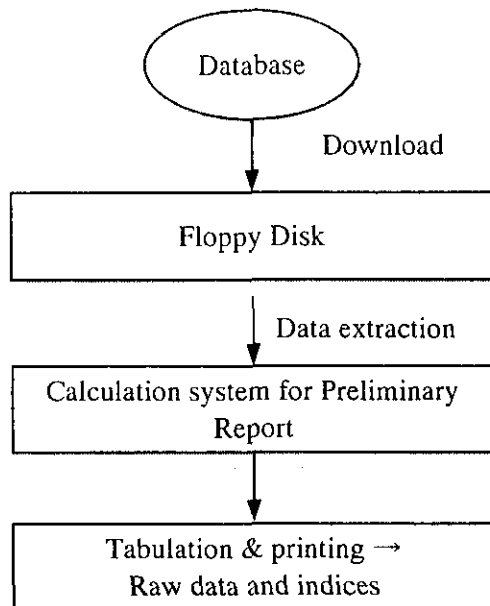 Database
Download
Floppy Disk
Data extraction
Calculation system for Preliminary
Report
Tabulation & printing →
Raw data and indices